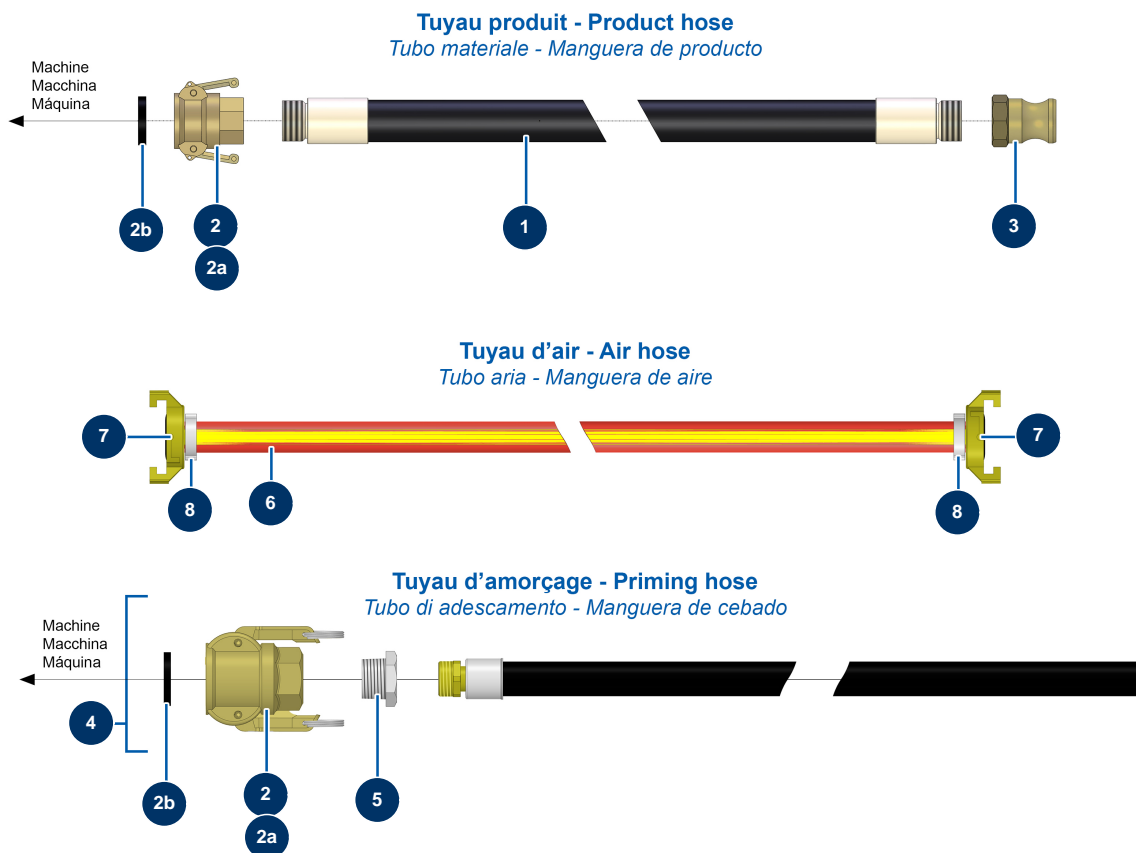 Tuyau produit - Product hose
Tubo materiale - Manguera de producto
Machine
Macchina
Máquina
2b
2
2a
1
3
Tuyau d’air - Air hose
Tubo aria - Manguera de aire
7
7
8
6
8
Tuyau d’amorçage - Priming hose
Tubo di adescamento - Manguera de cebado
Machine
Macchina
Máquina
4
2b
2
2a
5